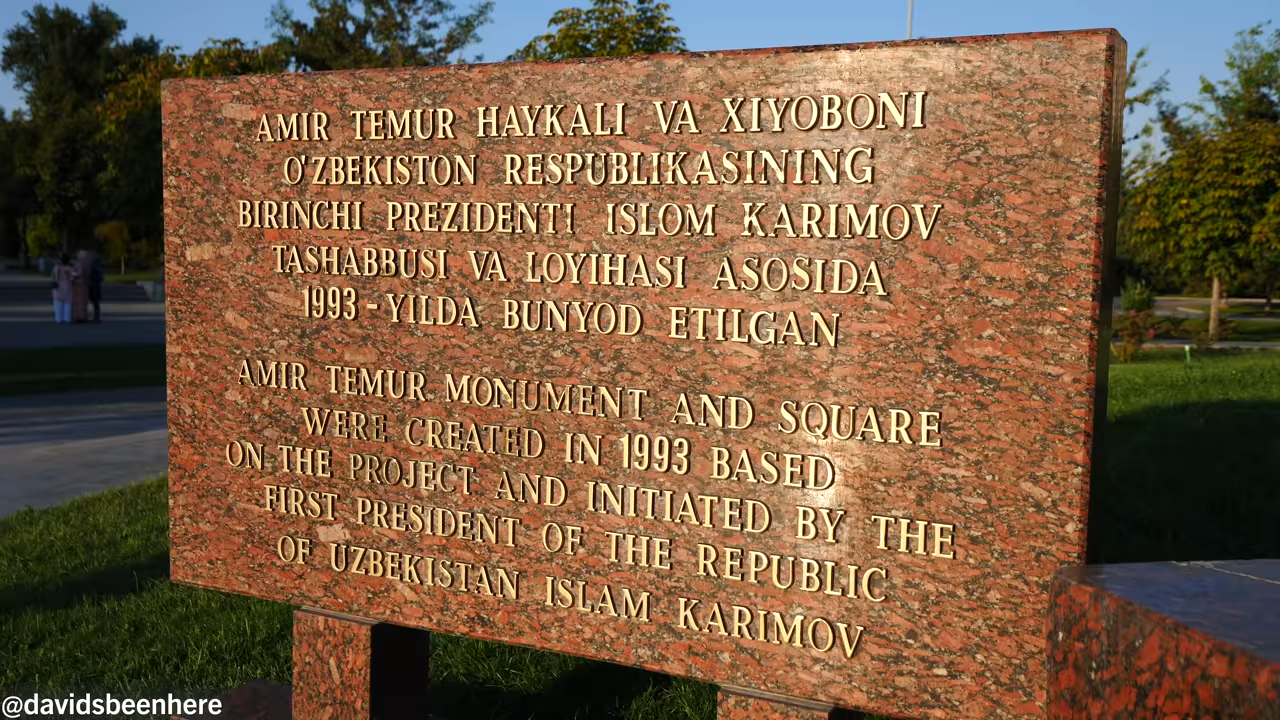 AMIR TEMUR HAYKALI VA XIYOBONI
O'ZBEKISTON RESPUBLIKASINING
BIRINCHI PREZIDENTI ISLOM KARIMOV
TASHABBUSI VA LOYIHASI ASOSIDA
1993-YILDA BUNYOD ETILGAN
AMIR TEMUR MONUMENT AND SQUARE
WERE CREATED IN 1993 BASED
ON THE PROJECT AND INITIATED BY THE
FIRST PRESIDENT OF THE REPUBLIC
OF UZBEKISTAN ISLAM KARIMOV
@davidsbeenhere